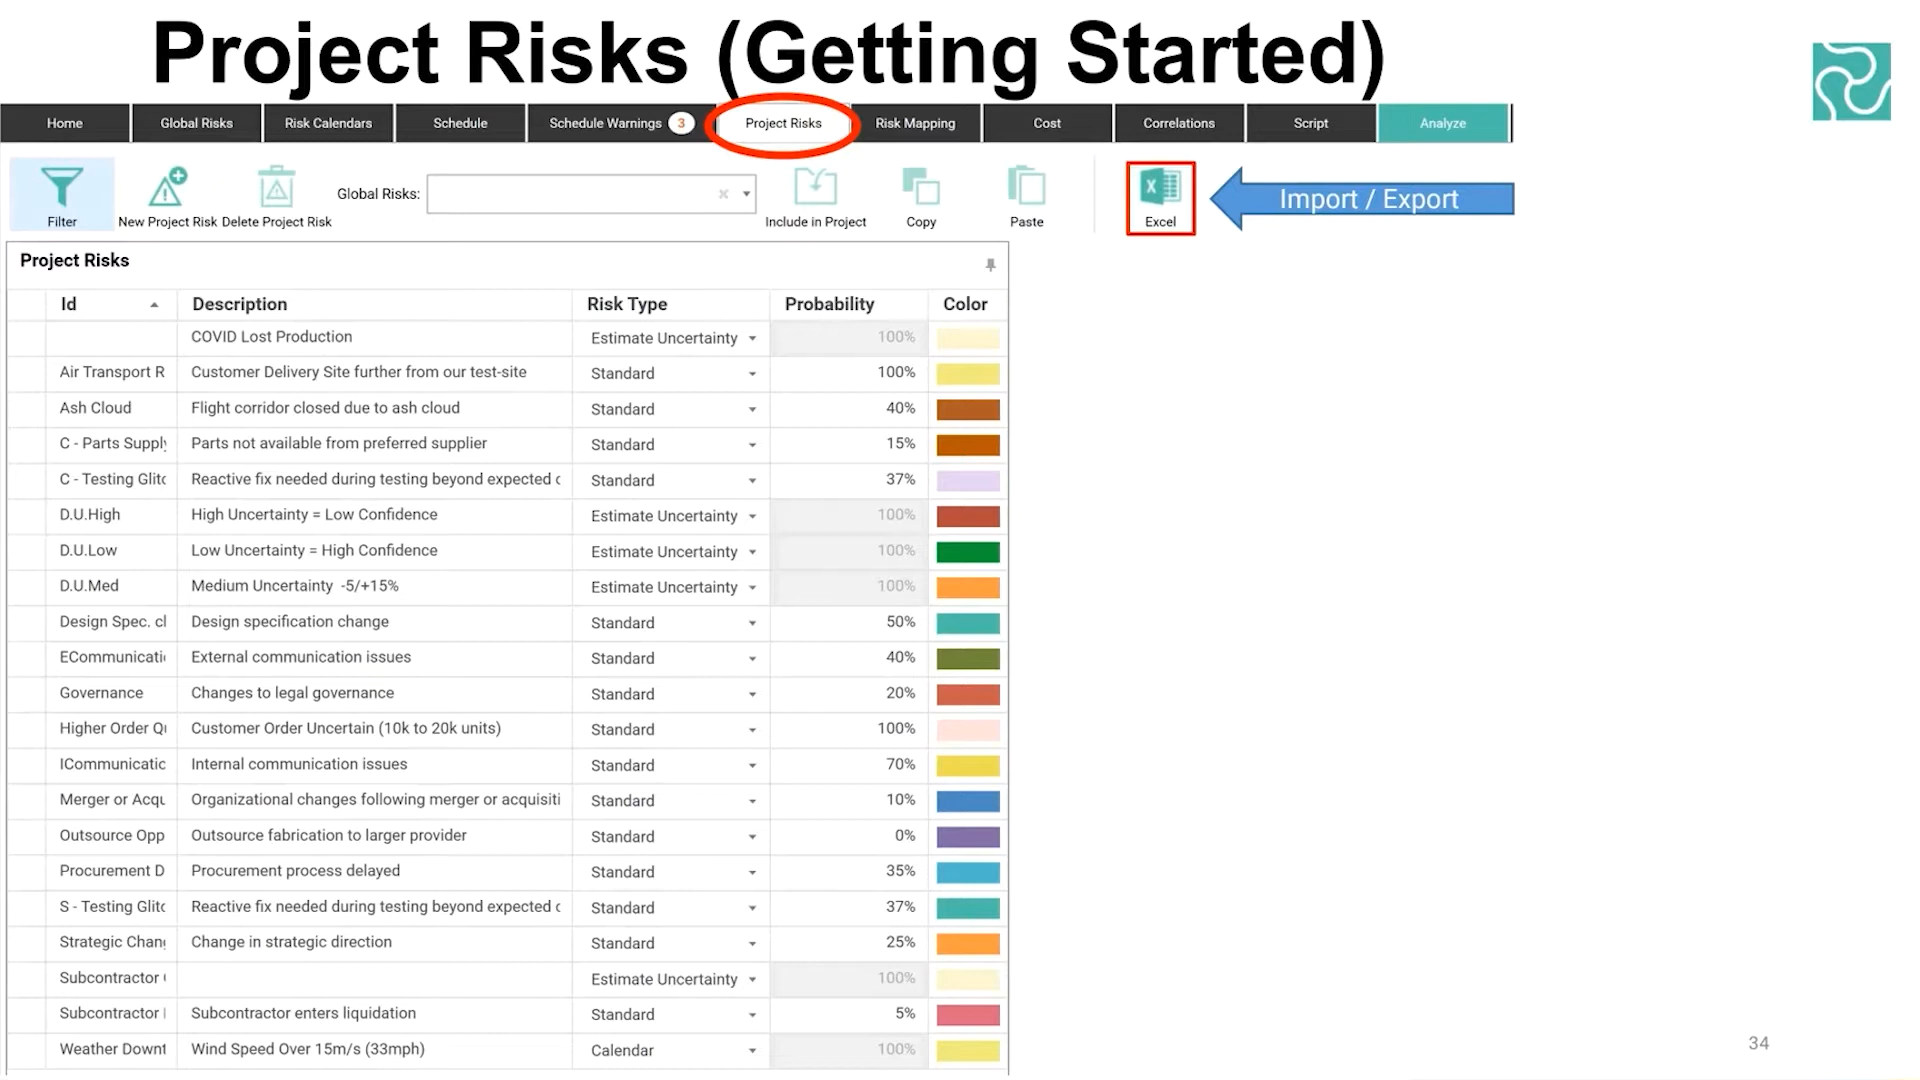 Project Risks (Getting Started)
Home Global Risks Risk Calendars Schedule Schedule Warnings 3 Project Risks Risk Mapping Cost Correlations Script Analyze
Global Risks:
Filter New Project Risk Delete Project Risk Include in Project Copy Paste Excel
Import / Export
Project Risks
Id Description Risk Type Probability Color
COVID Lost Production Estimate Uncertainty 100%
Air Transport R Customer Delivery Site further from our test-site Standard 100%
Ash Cloud Flight corridor closed due to ash cloud Standard 40%
C - Parts Supply Parts not available from preferred supplier Standard 15%
C - Testing Glitc Reactive fix needed during testing beyond expected c Standard 37%
D.U.High High Uncertainty = Low Confidence Estimate Uncertainty 100%
D.U.Low Low Uncertainty = High Confidence Estimate Uncertainty 100%
D.U.Med Medium Uncertainty -5/+15% Estimate Uncertainty 100%
Design Spec. cl Design specification change Standard 50%
ECommunicati External communication issues Standard 40%
Governance Changes to legal governance Standard 20%
Higher Order Qu Customer Order Uncertain (10k to 20k units) Standard 100%
ICommunicatic Internal communication issues Standard 70%
Merger or Acqu Organizational changes following merger or acquisiti Standard 10%
Outsource Opp Outsource fabrication to larger provider Standard 0%
Procurement D Procurement process delayed Standard 35%
S - Testing Glitc Reactive fix needed during testing beyond expected c Standard 37%
Strategic Chang Change in strategic direction Standard 25%
Subcontractor Estimate Uncertainty 100%
Subcontractor Subcontractor enters liquidation Standard 5%
Weather Downt Wind Speed Over 15m/s (33mph) Calendar 100%
34